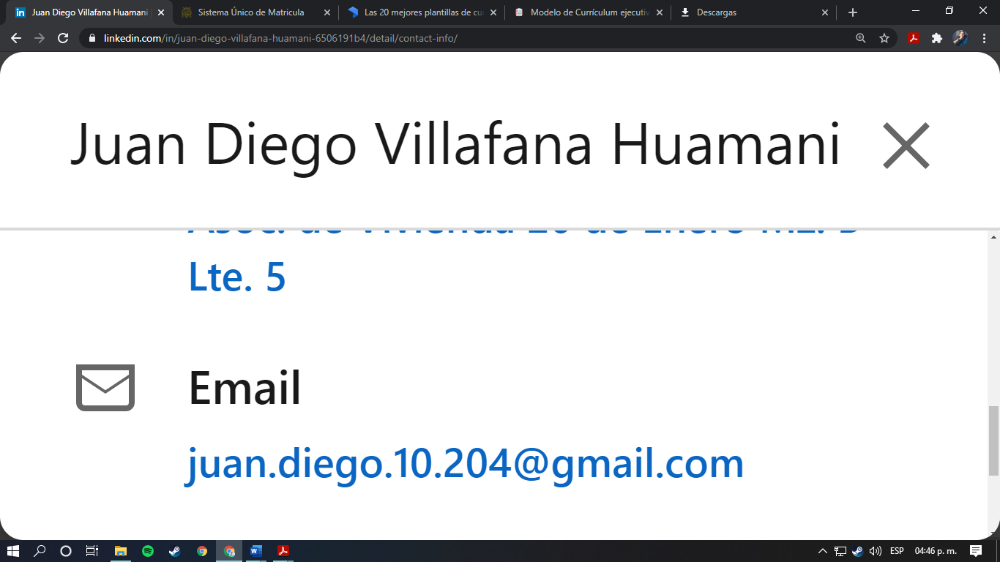 Juan Diego Villafana Huamani |
Sistema Único de Matricula
Las 20 mejores plantillas de cu
Modelo de Currículum ejecutiv
Descargas
linkedin.com/in/juan-diego-villafana-huamani-6506191b4/detail/contact-info/
Juan Diego Villafana Huamani
Lte. 5
Email
juan.diego.10.204@gmail.com
ESP
04:46 p. m.